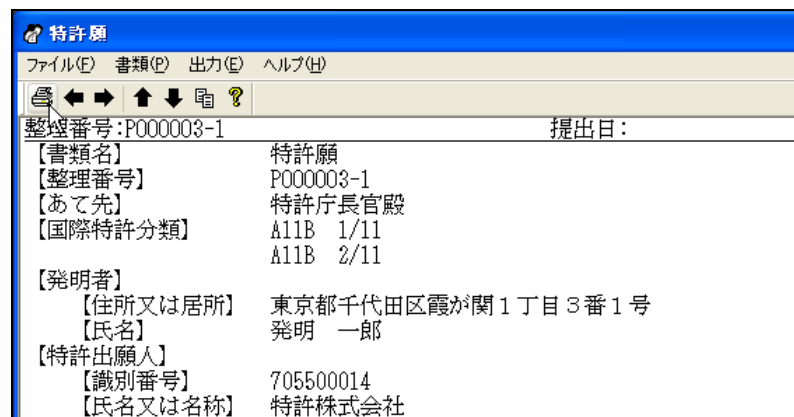 特許願
ファイル(F) 書類(P) 出力(E) ヘルプ(H)
整理番号:P000003-1 提出日:
【書類名】 特許願
【整理番号】 P000003-1
【あて先】 特許庁長官殿
【国際特許分類】 A11B 1/11
A11B 2/11
【発明者】
【住所又は居所】 東京都千代田区霞が関1丁目3番1号
【氏名】 発明 一郎
【特許出願人】
【識別番号】 705500014
【氏名又は名称】 特許株式会社